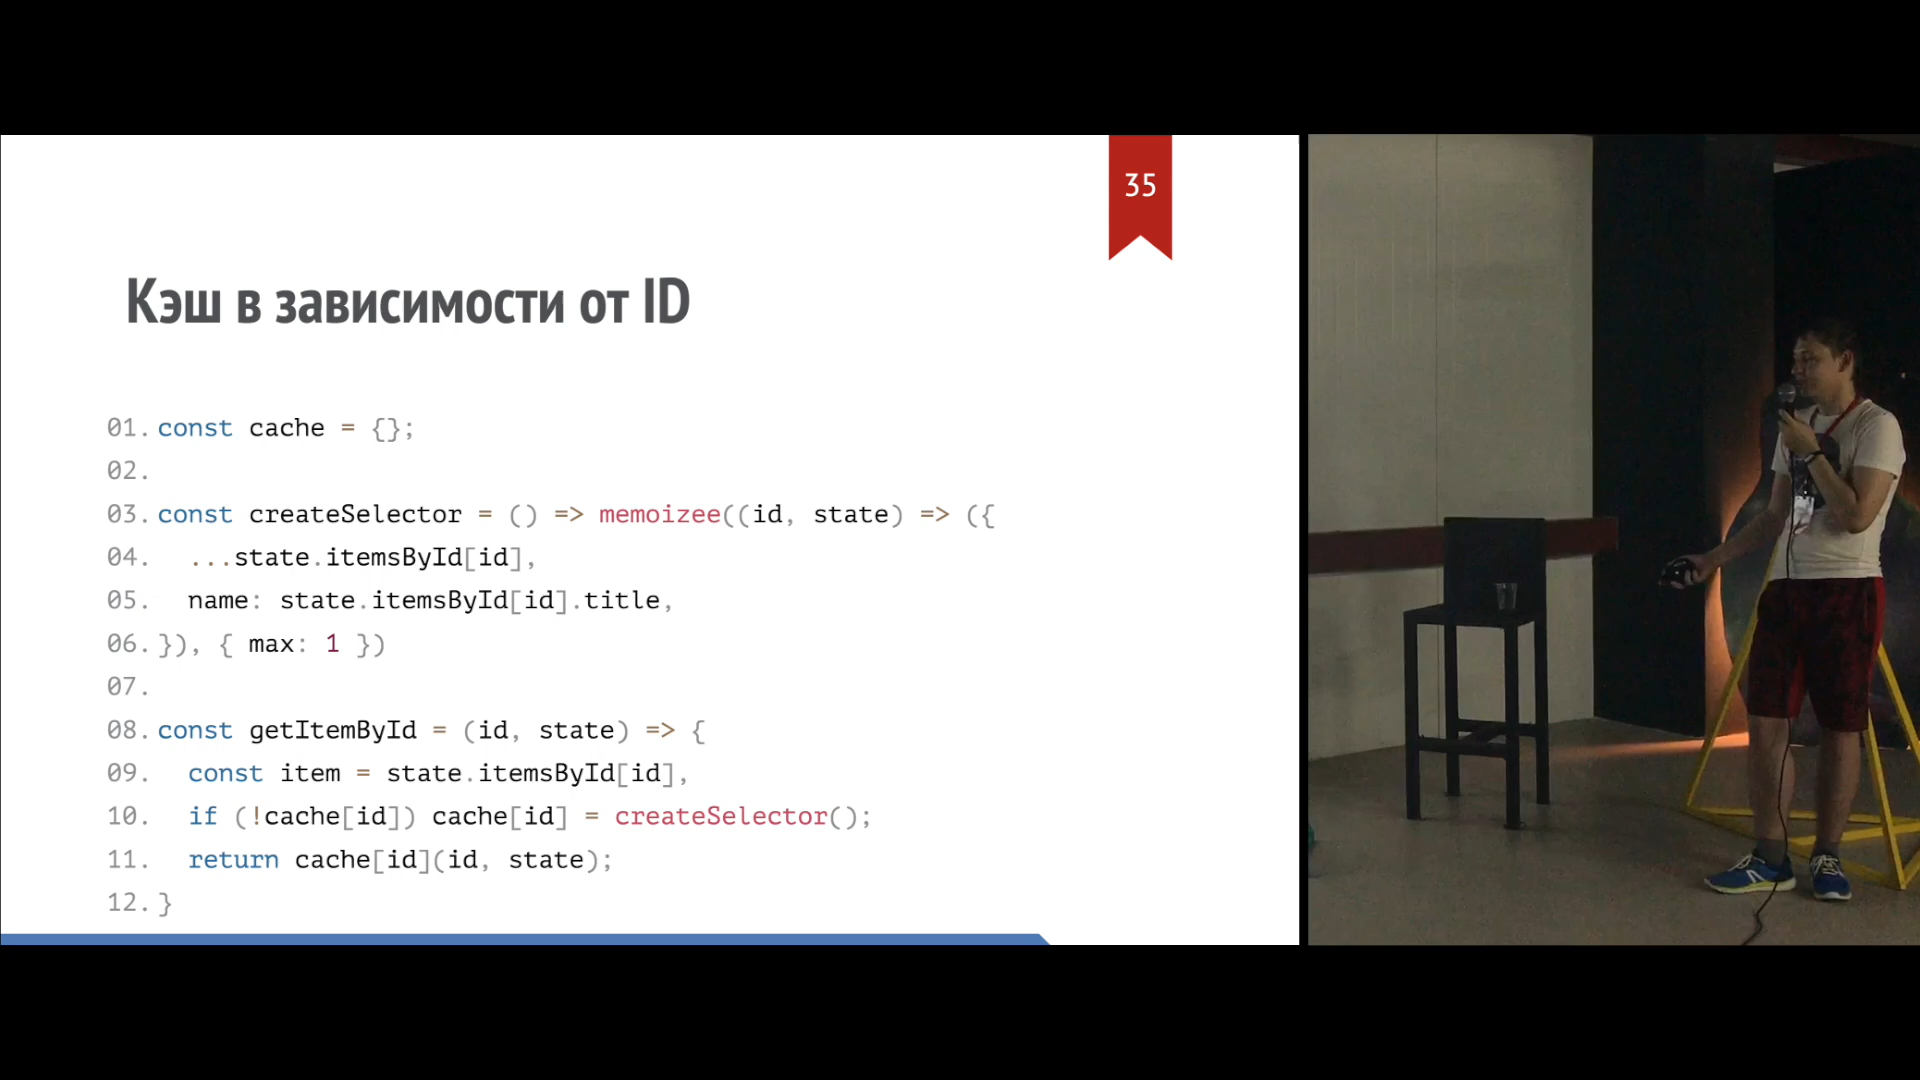 35
Кэш в зависимости от ID
01. const cache = {};
02.
03. const createSelector = () => memoizee((id, state) => ({
04.   ...state.itemsById[id],
05.   name: state.itemsById[id].title,
06. }), { max: 1 })
07.
08. const getItemById = (id, state) => {
09.   const item = state.itemsById[id],
10.   if (!cache[id]) cache[id] = createSelector();
11.   return cache[id](id, state);
12. }